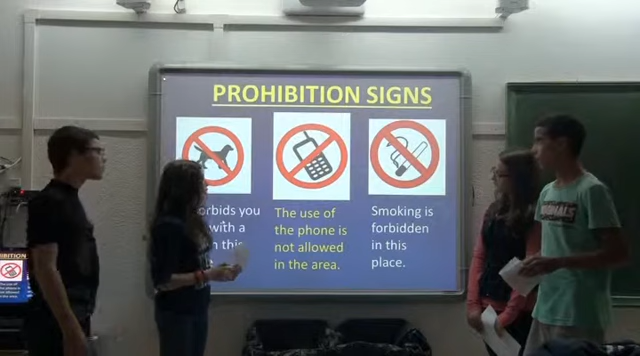 PROHIBITION SIGNS
orbids you
with a
n this
The use of
the phone is
not allowed
in the area.
Smoking is
forbidden
in this
place.